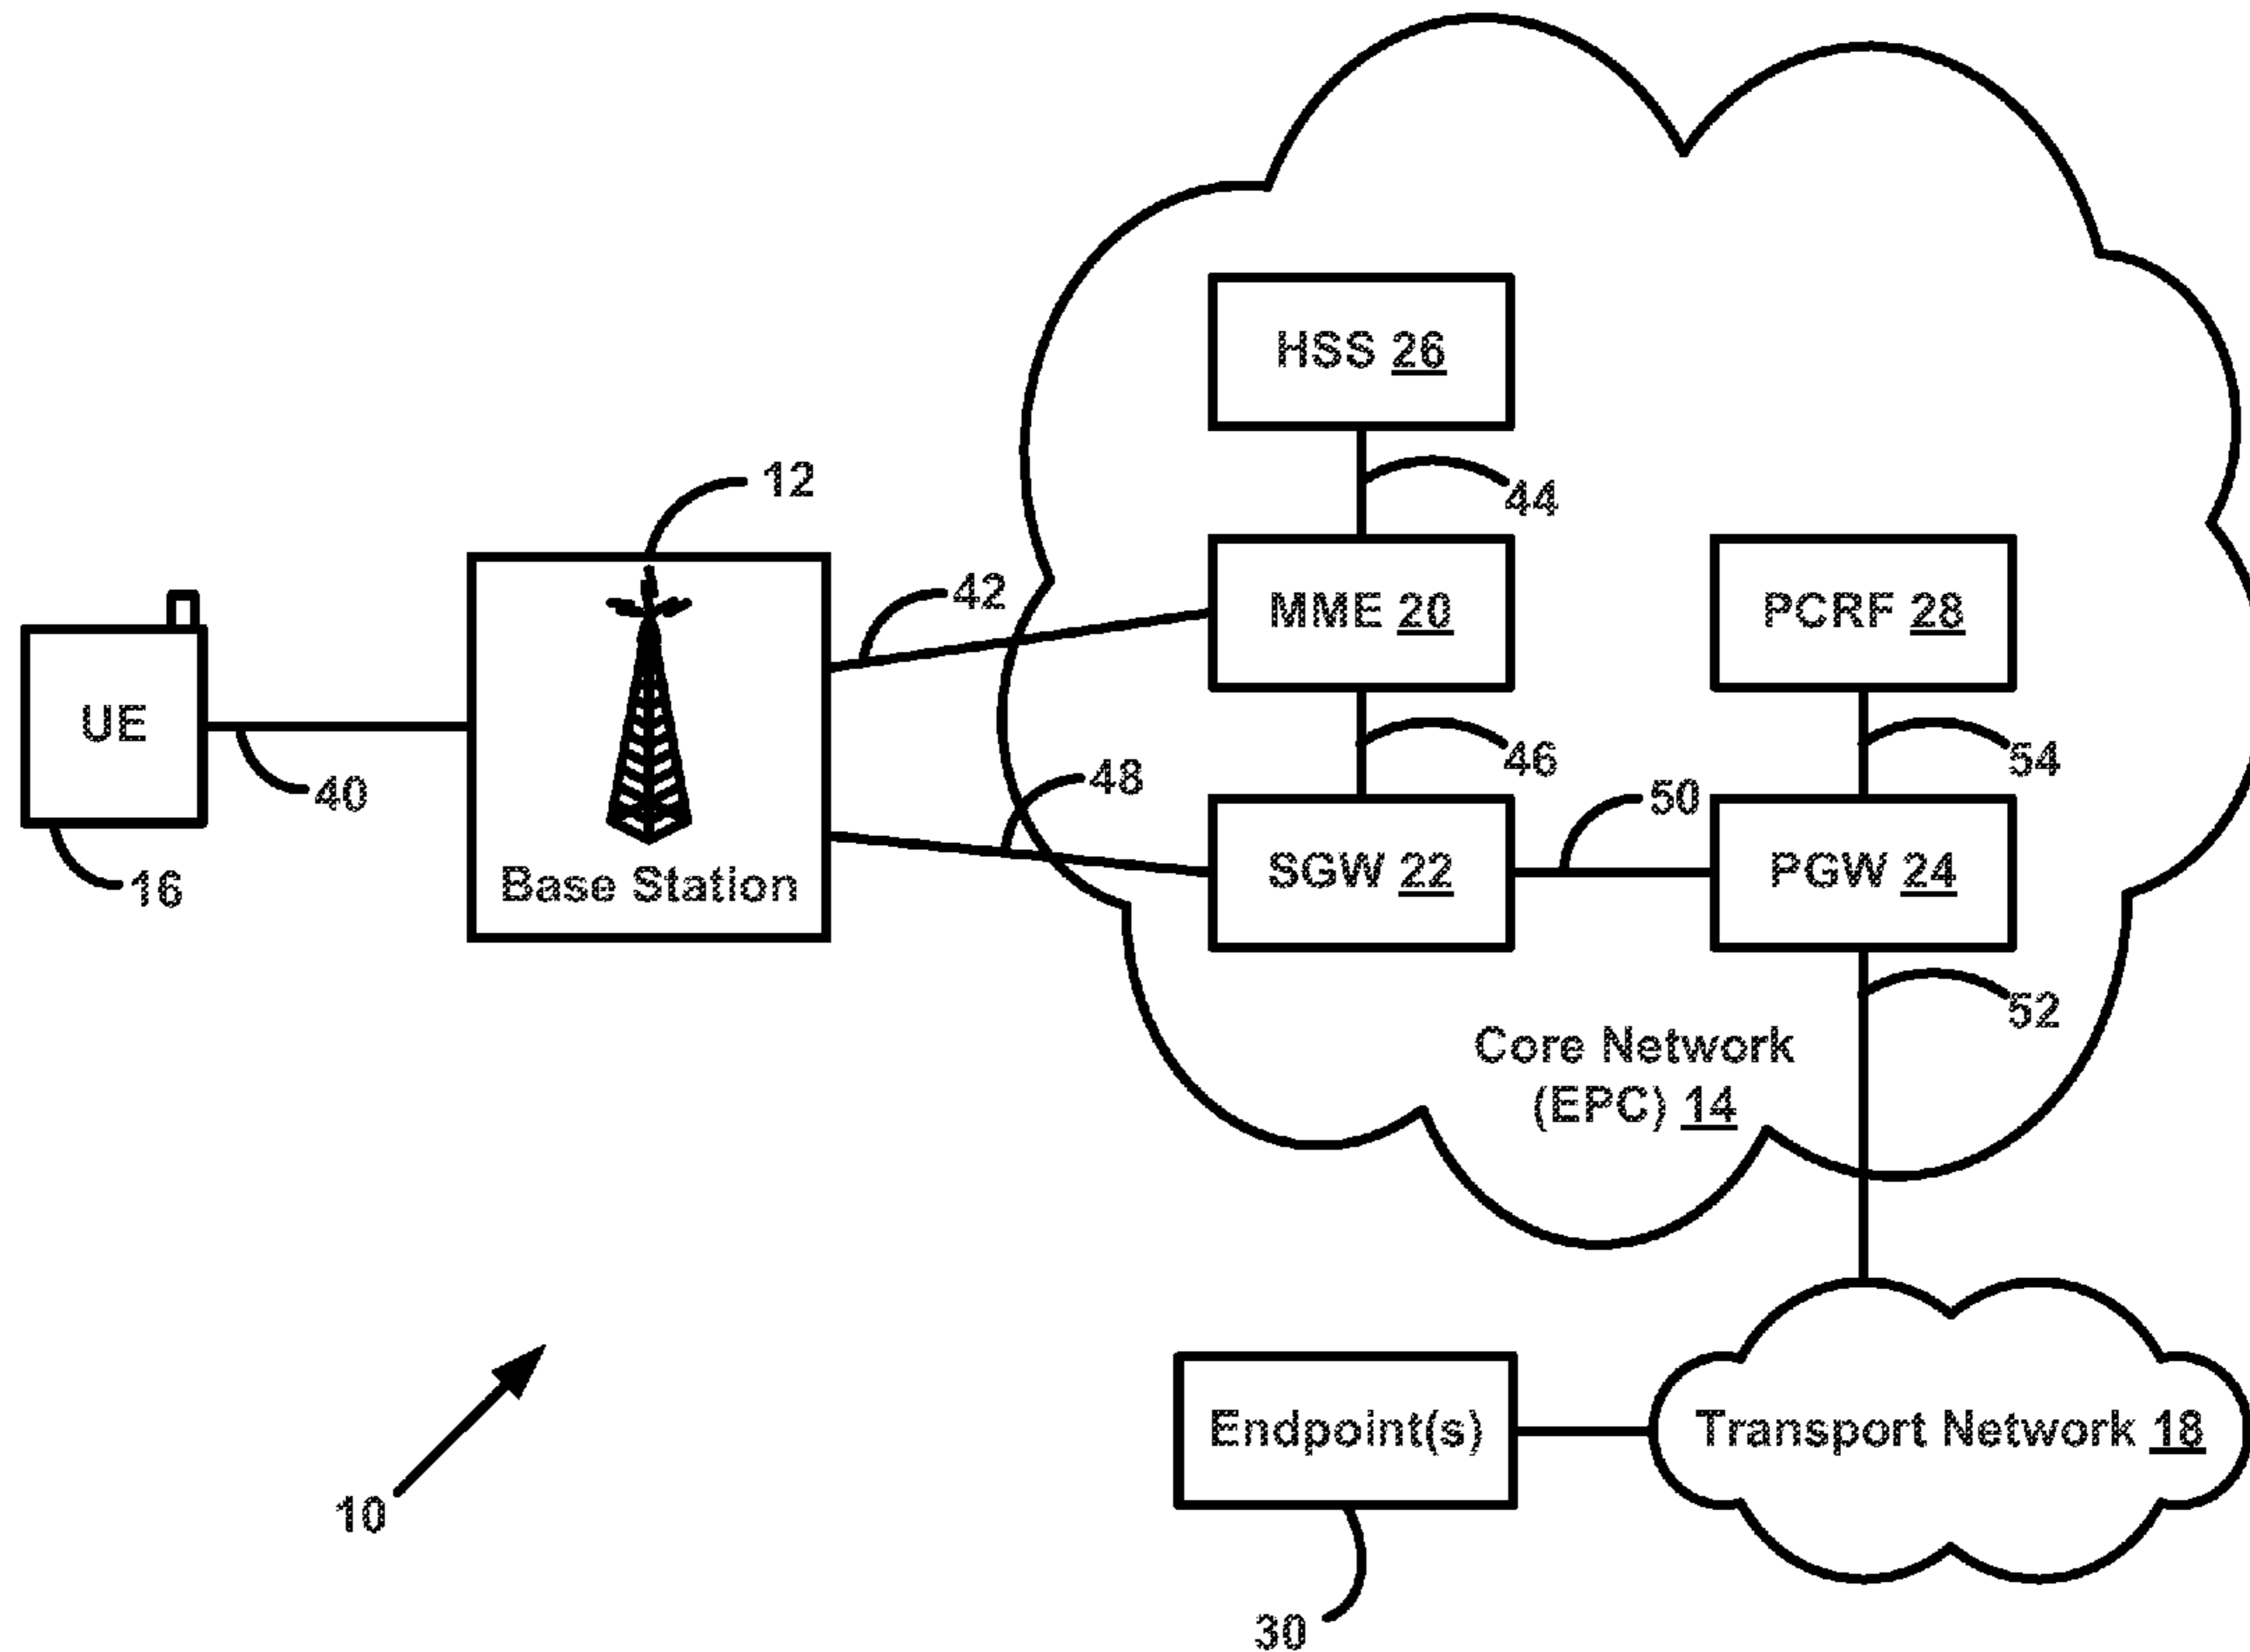 HSS 26
12
44
42
MME 20
PCRF 28
UE
40
48
46
54
50
16
Base Station
SGW 22
PGW 24
52
Core Network
(EPC) 14
10
Endpoint(s)
Transport Network 18
30